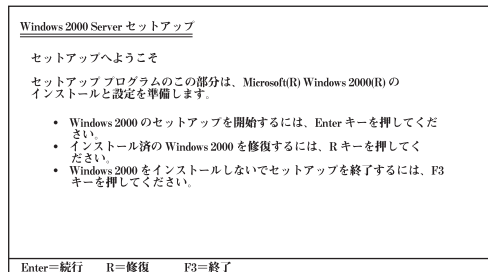 Windows 2000 Server セットアップ
セットアップへようこそ
セットアップ プログラムのこの部分は、Microsoft(R) Windows 2000(R) の
インストールと設定を準備します。
• Windows 2000 のセットアップを開始するには、Enter キーを押してくだ
さい。
• インストール済の Windows 2000 を修復するには、R キーを押してく
ださい。
• Windows 2000 をインストールしないでセットアップを終了するには、F3
キーを押してください。
Enter＝続行 R＝修復 F3＝終了